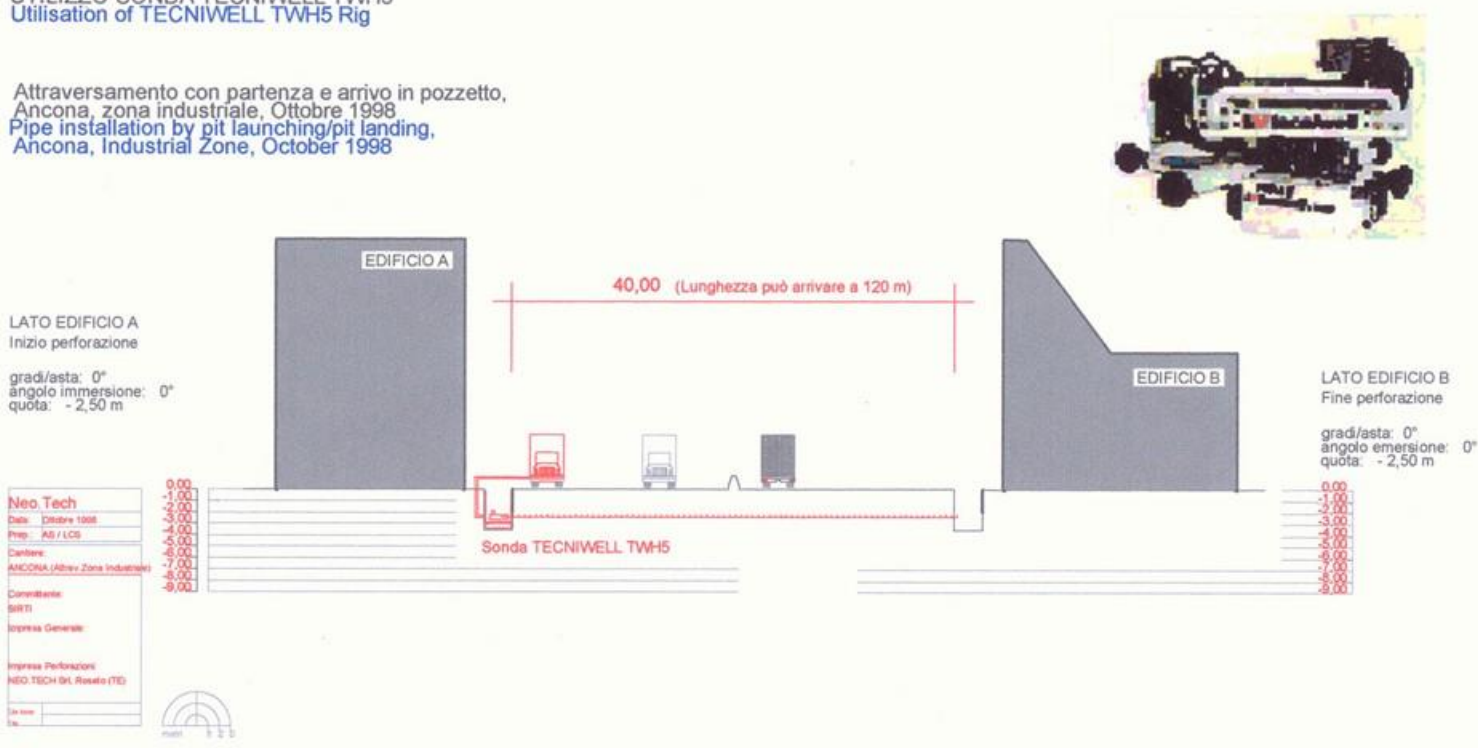 UTILIZZO SONDA TECNIWELL TWH5
Utilisation of TECNIWELL TWH5 Rig
Attraversamento con partenza e arrivo in pozzetto,
Ancona, zona industriale, Ottobre 1998
Pipe installation by pit launching/pit landing,
Ancona, Industrial Zone, October 1998
EDIFICIO A
40,00 (Lunghezza può arrivare a 120 m)
LATO EDIFICIO A
Inizio perforazione
gradi/asta: 0°
angolo immersione: 0°
quota: - 2,50 m
EDIFICIO B
LATO EDIFICIO B
Fine perforazione
gradi/asta: 0°
angolo emersione: 0°
quota: - 2,50 m
0,00
-1,00
-2,00
-3,00
-4,00
-5,00
-6,00
-7,00
-8,00
-9,00
Sonda TECNIWELL TWH5
0,00
-1,00
-2,00
-3,00
-4,00
-5,00
-6,00
-7,00
-8,00
-9,00
Neo.Tech
Data: Ottobre 1998
Prep.: AS / LCS
Cantiere:
ANCONA (Attrav Zona Industriale)
Committente:
SIRTI
Impresa Generale:
Impresa Perforazioni:
NEO.TECH Srl, Roseto (TE)
metri